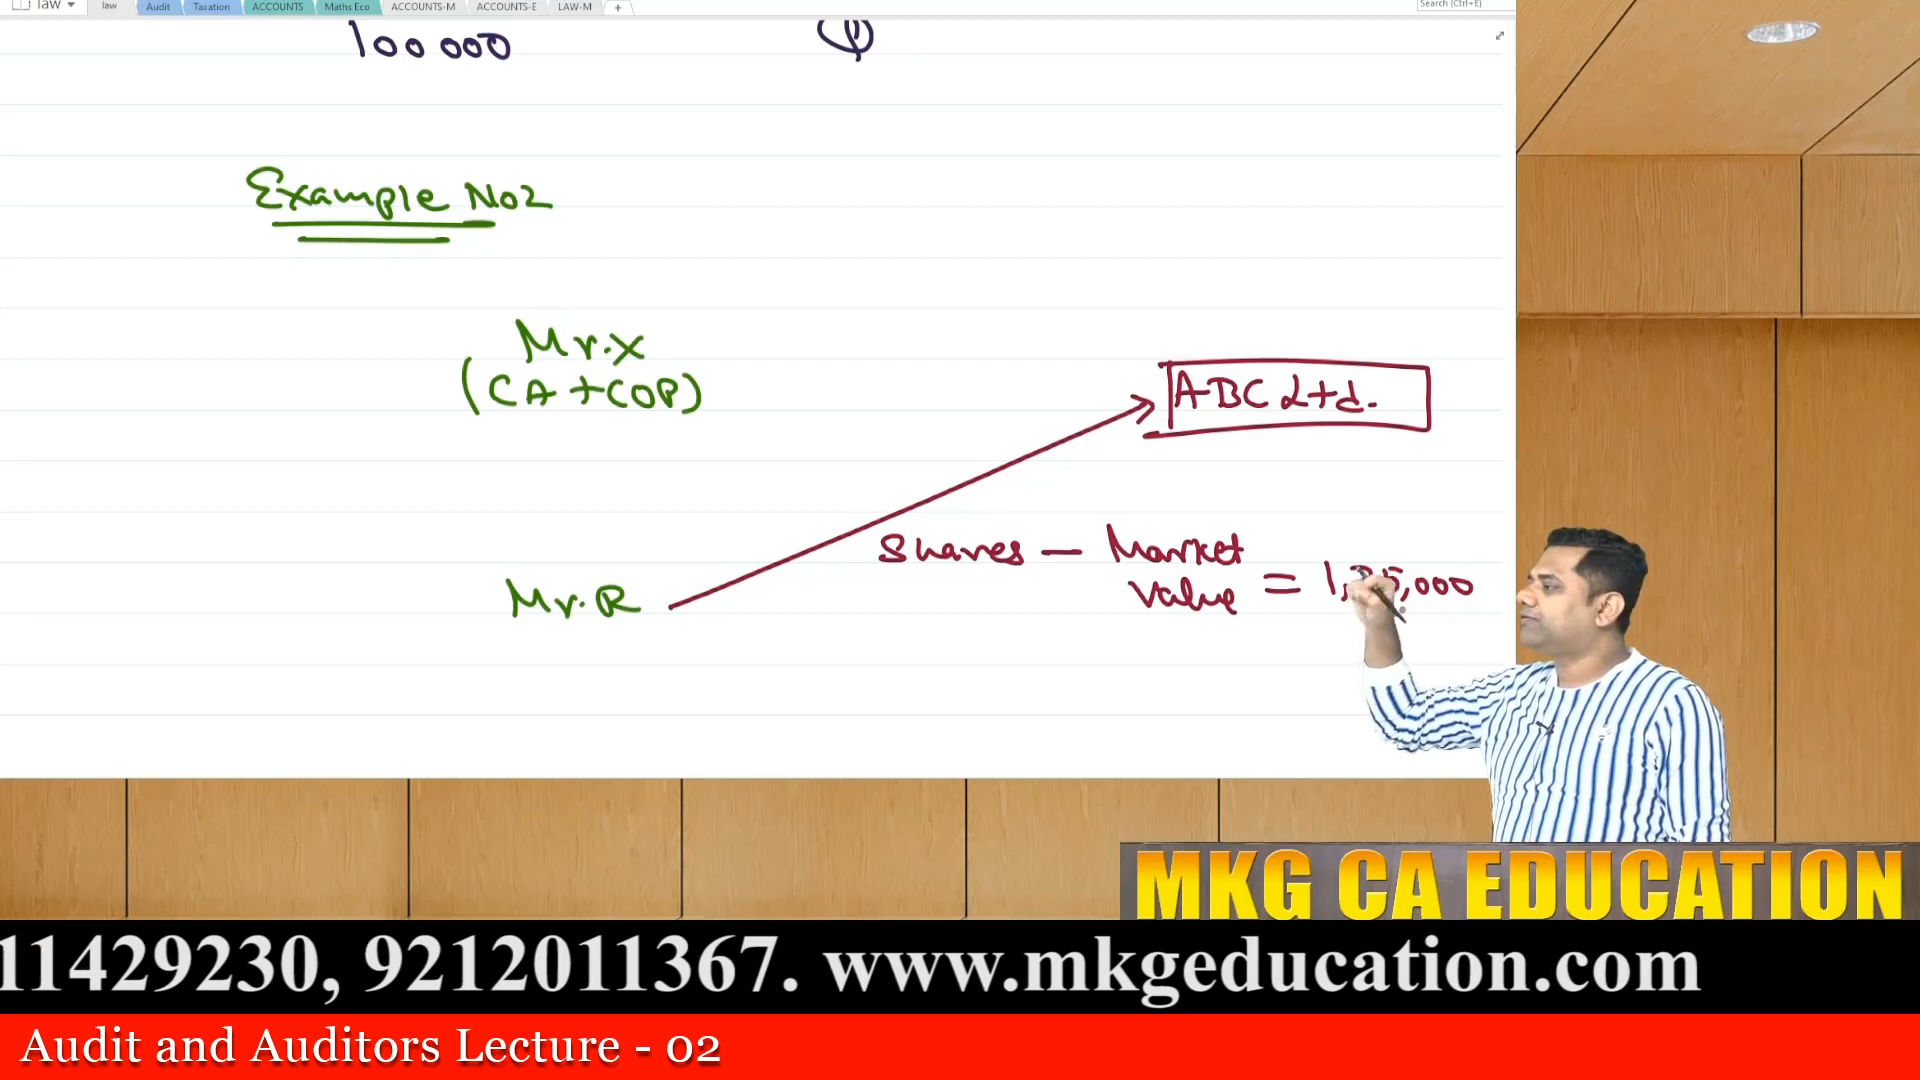 law
law
Audit
Taxation
ACCOUNTS
Maths Eco
ACCOUNTS-M
ACCOUNTS-E
LAW-M
+
Search (Ctrl+E)
100 000
Example No2
Mr.X
(CA+COP)
ABC Ltd.
Shares — Market
Value =
Mr.R
MKG CA EDUCATION
11429230, 9212011367. www.mkgeducation.com
Audit and Auditors Lecture - 02